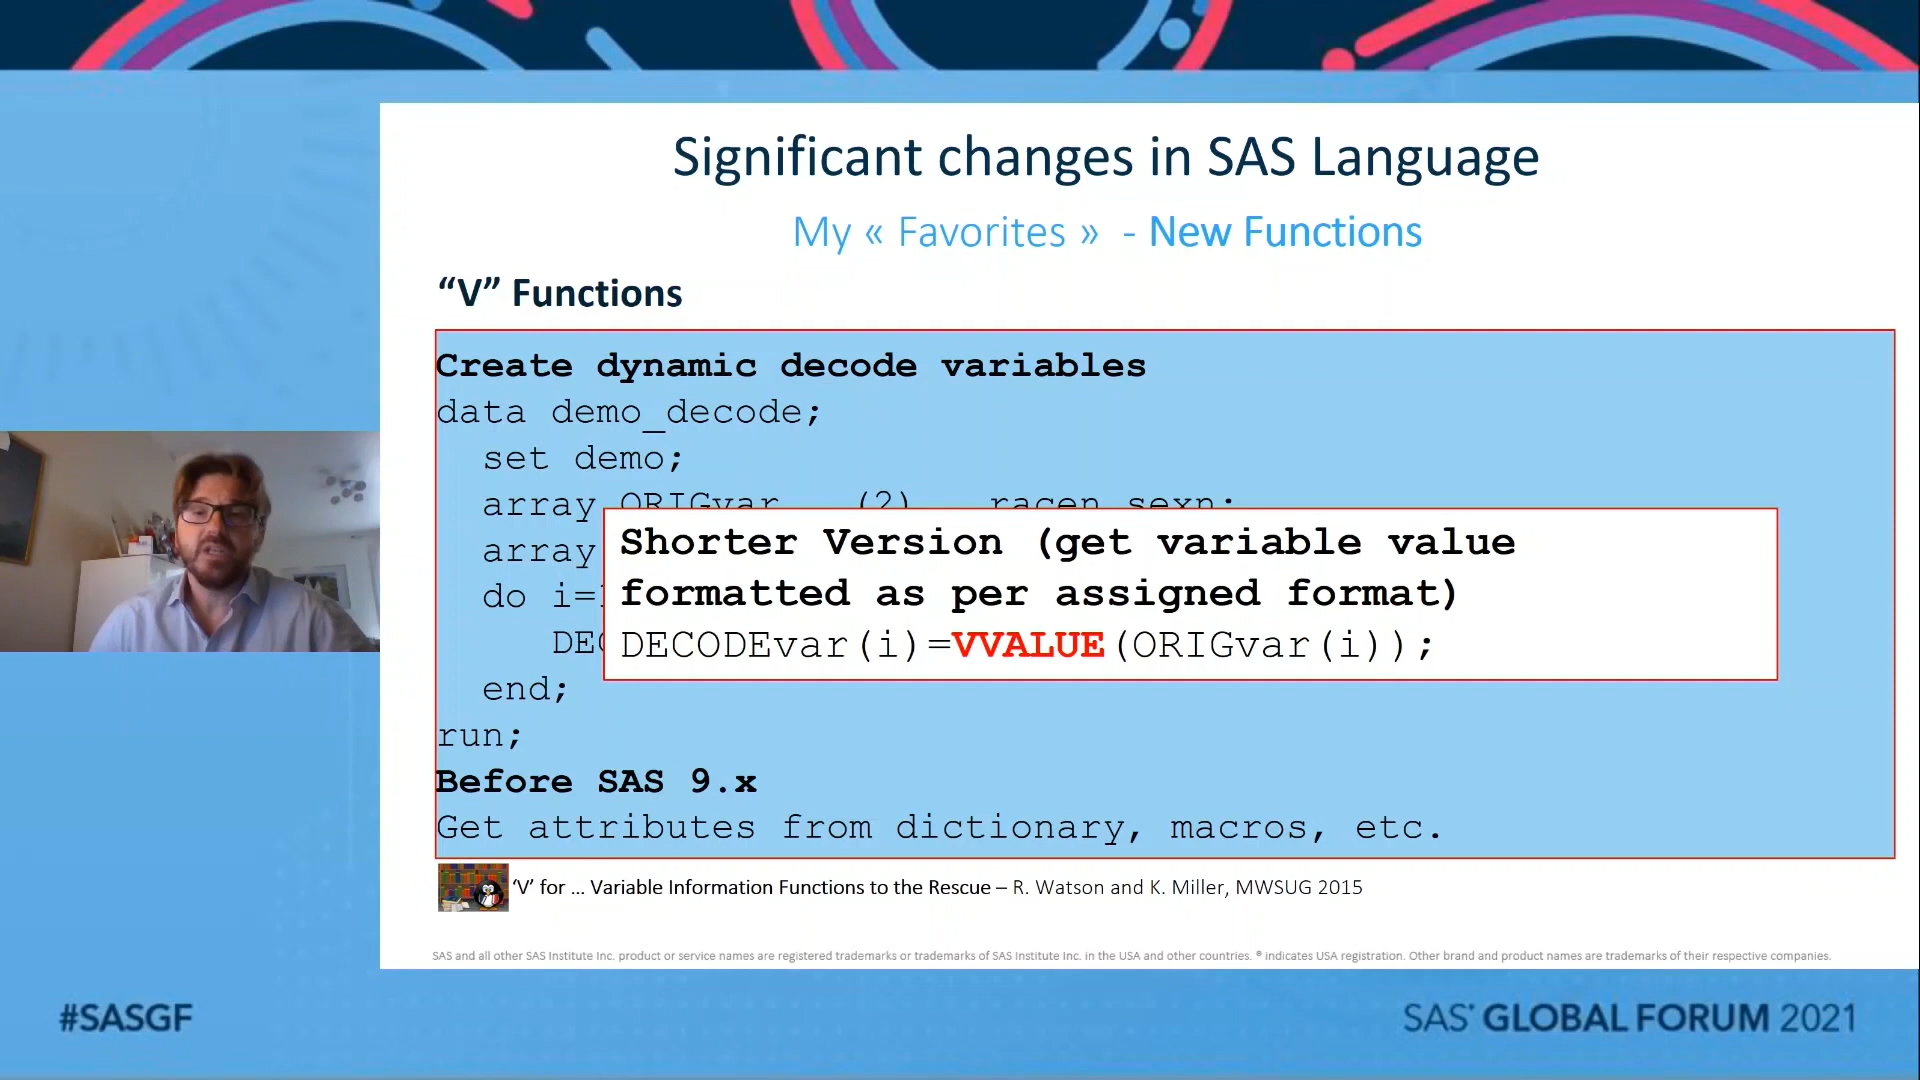 Significant changes in SAS Language
My « Favorites » - New Functions
“V” Functions
Create dynamic decode variables
data demo_decode;
set demo;
array ORIGvar (2) racen sexn;
array
do i=
Shorter Version (get variable value
formatted as per assigned format)
DECODEvar(i)=VVALUE(ORIGvar(i));
end;
run;
Before SAS 9.x
Get attributes from dictionary, macros, etc.
‘V’ for ... Variable Information Functions to the Rescue – R. Watson and K. Miller, MWSUG 2015
SAS and all other SAS Institute Inc. product or service names are registered trademarks or trademarks of SAS Institute Inc. in the USA and other countries. ® indicates USA registration. Other brand and product names are trademarks of their respective companies.
#SASGF
SAS® GLOBAL FORUM 2021